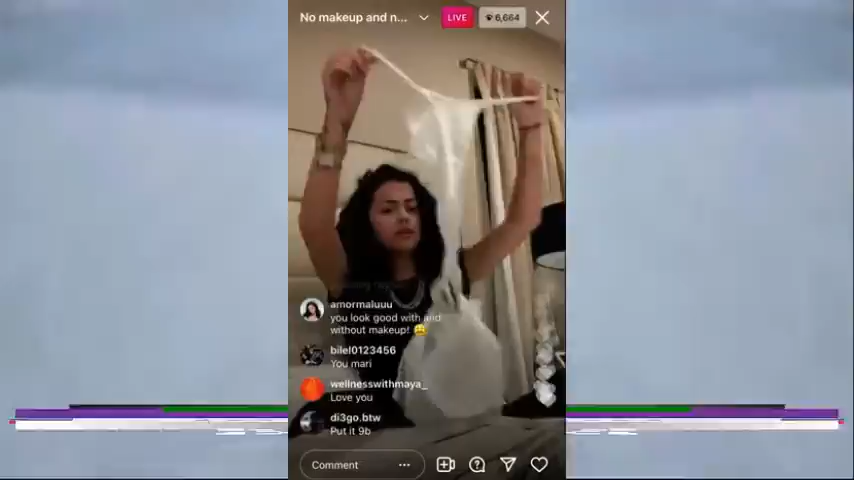 No makeup and n...
LIVE
6,664
amormaluuu
you look good with and
without makeup! 😩
bilel0123456
You mari
wellnesswithmaya_
Love you
di3go.btw
Put it 9b
Comment